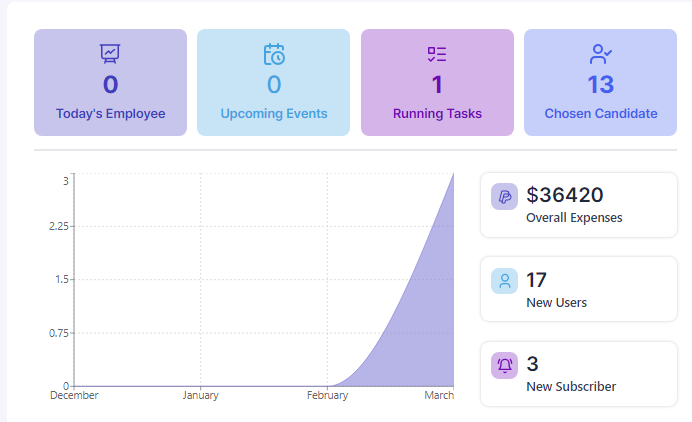 0
Today's Employee
0
Upcoming Events
1
Running Tasks
13
Chosen Candidate
3
2.25
1.5
0.75
0
December
January
February
March
$36420
Overall Expenses
17
New Users
3
New Subscriber